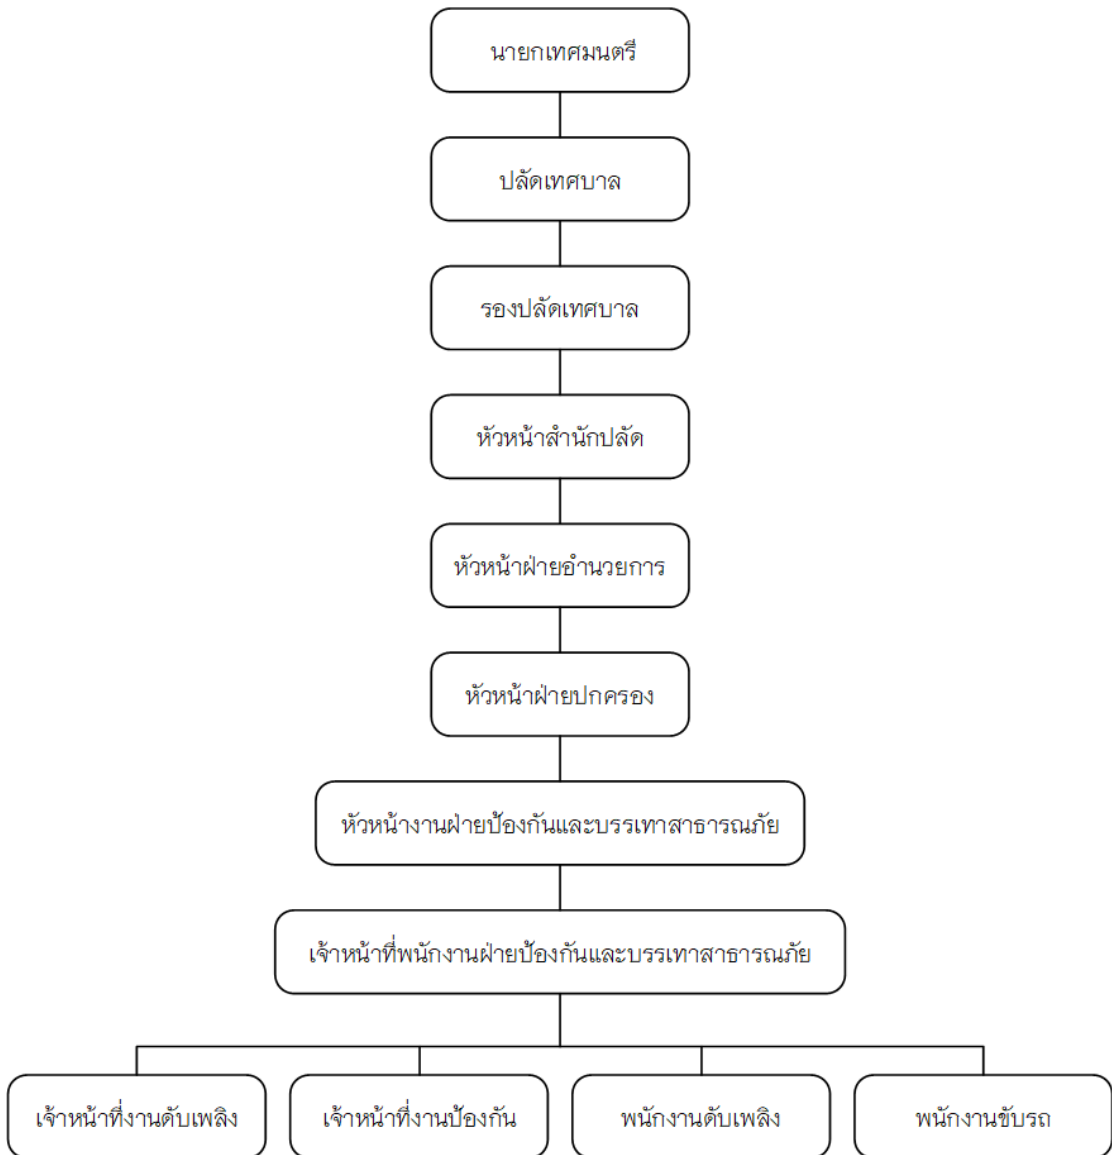 นายกเทศมนตรี
ปลัดเทศบาล
รองปลัดเทศบาล
หัวหน้าสำนักปลัด
หัวหน้าฝ่ายอำนวยการ
หัวหน้าฝ่ายปกครอง
หัวหน้างานฝ่ายป้องกันและบรรเทาสาธารณภัย
เจ้าหน้าที่พนักงานฝ่ายป้องกันและบรรเทาสาธารณภัย
เจ้าหน้าที่งานดับเพลิง
เจ้าหน้าที่งานป้องกัน
พนักงานดับเพลิง
พนักงานขับรถ